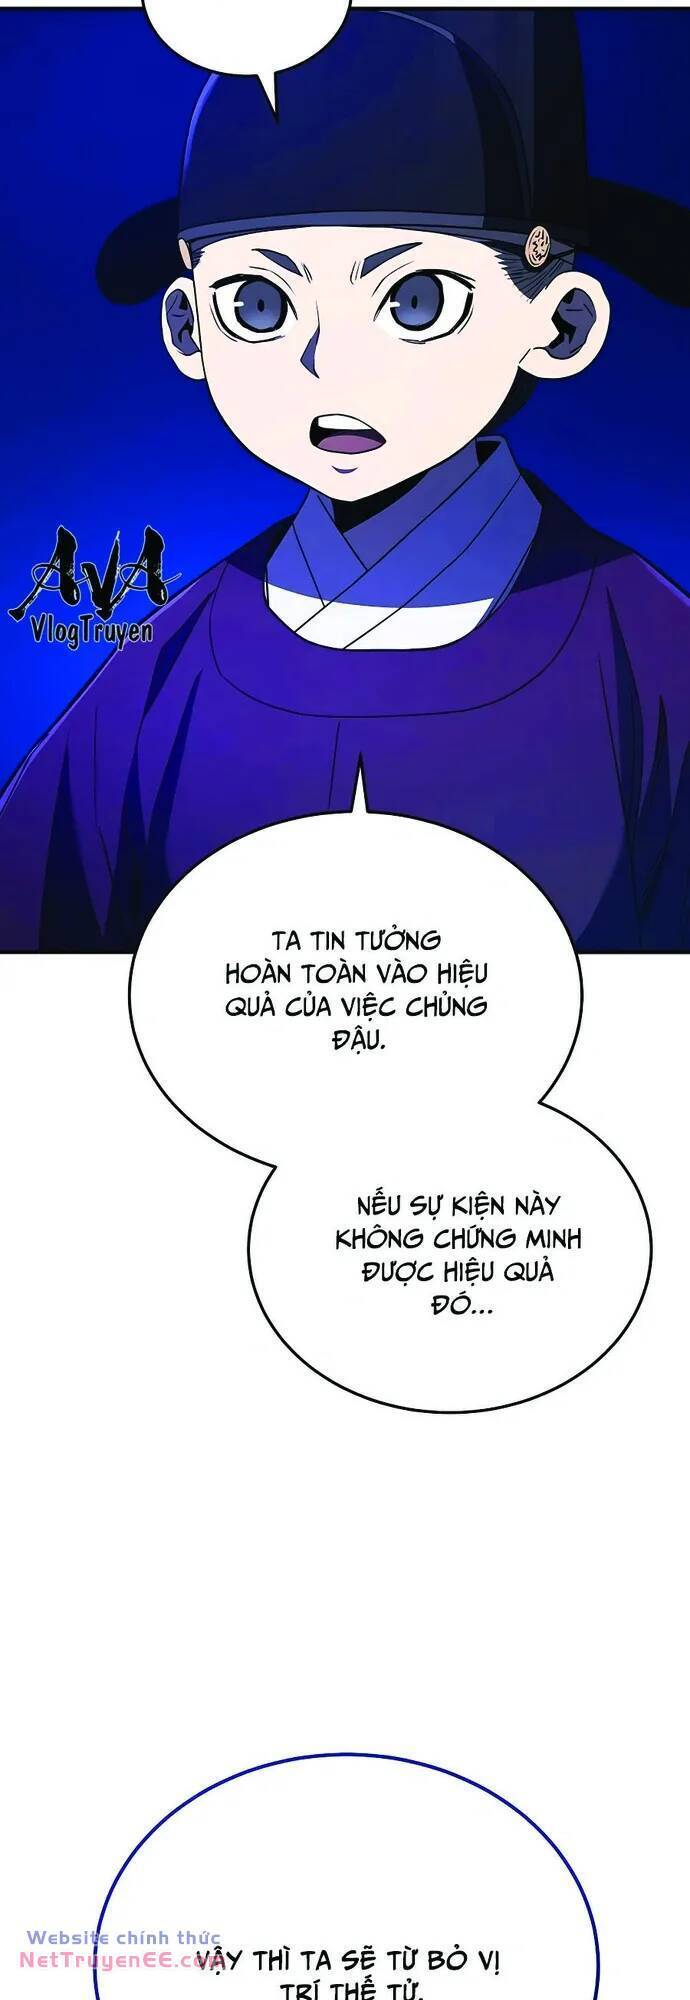 AVA
VlogTruyen
TA TIN TƯỞNG
HOÀN TOÀN VÀO HIỆU
QUẢ CỦA VIỆC CHỦNG
ĐẬU.
NẾU SỰ KIỆN NÀY
KHÔNG CHỨNG MINH
ĐƯỢC HIỆU QUẢ
ĐÓ...
Website chính thức
NetTruyenEE.com
VẬY THÌ TA SẼ TỪ BỎ VỊ
TRÍ THẾ TỬ.